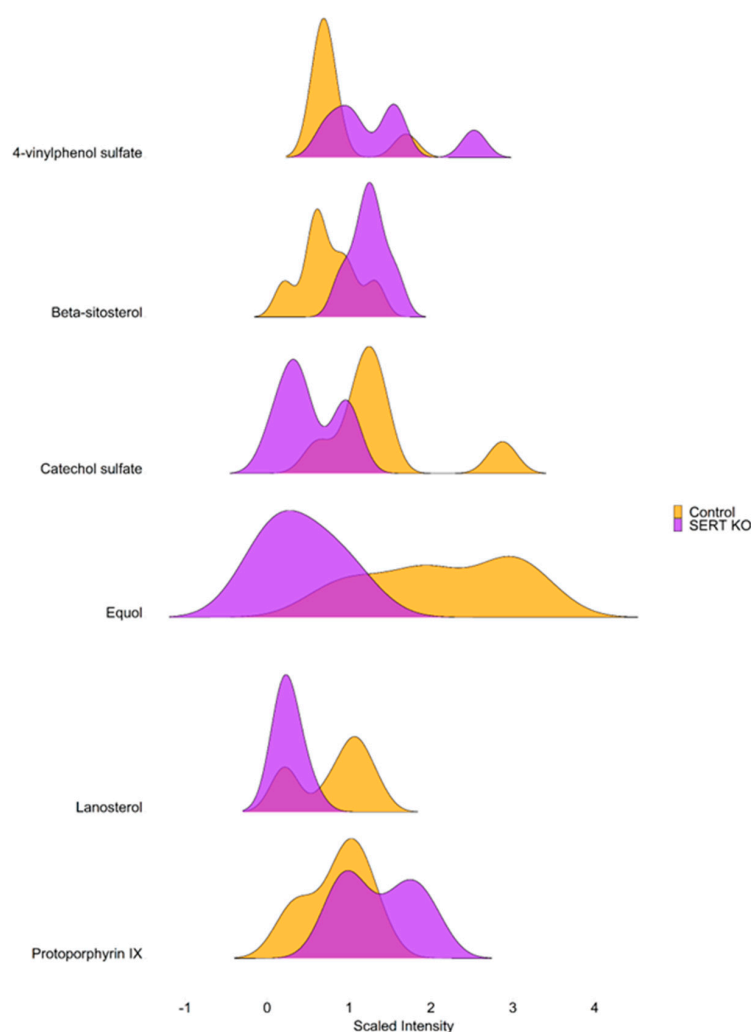 4-vinylphenol sulfate
Beta-sitosterol
Catechol sulfate
Control
SERT KO
Equol
Lanosterol
Protoporphyrin IX
-1 0 1 2 3 4
Scaled Intensity